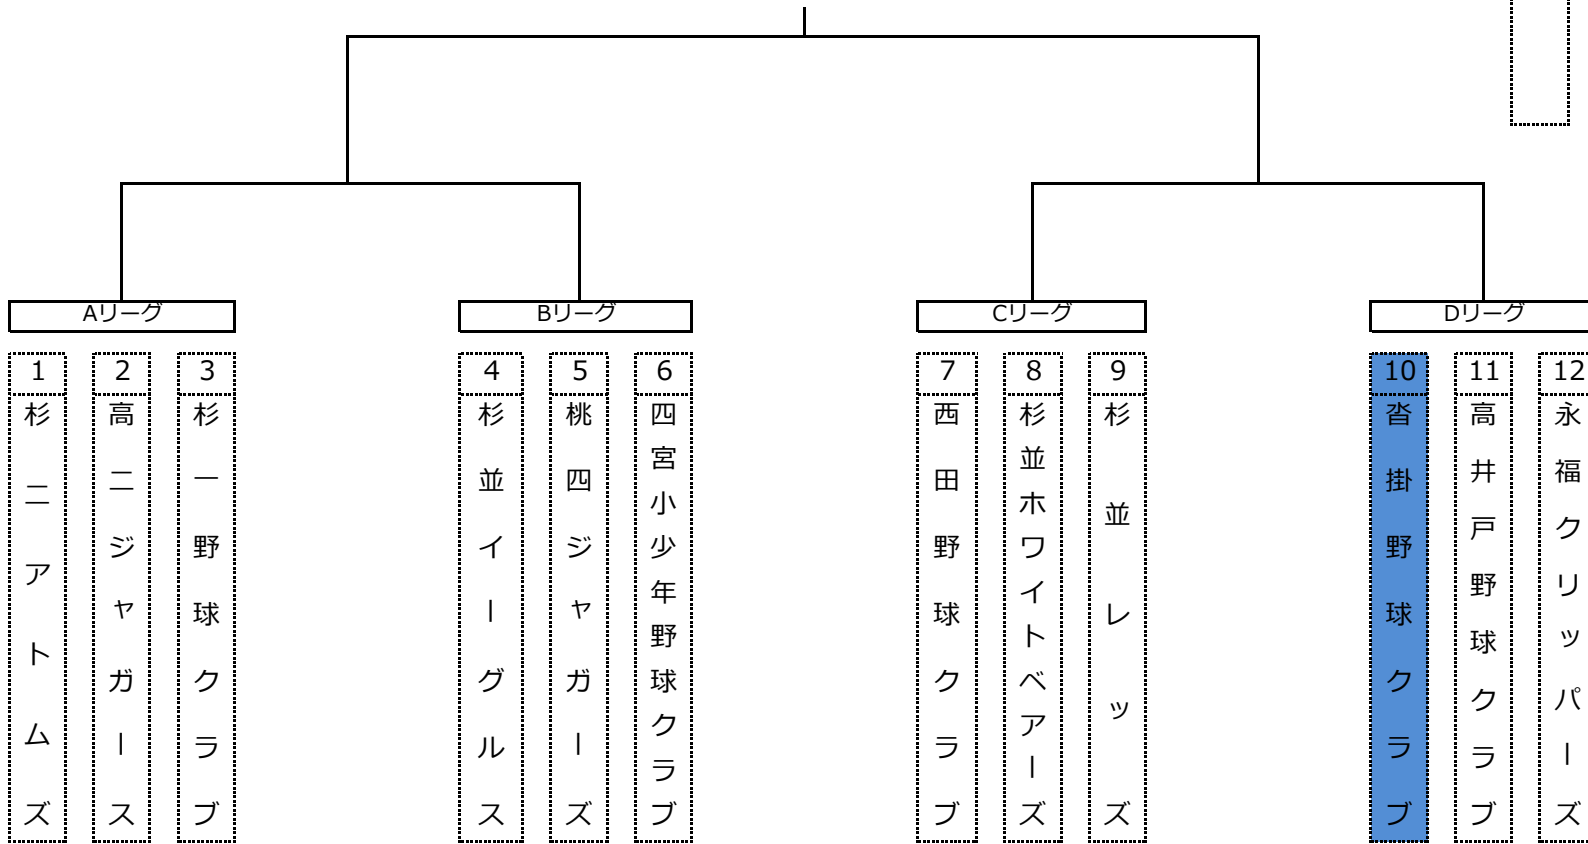 Aリーグ
Bリーグ
Cリーグ
Dリーグ
1
杉二アトムズ
2
高二ジャガース
3
杉一野球クラブ
4
杉並イーグルス
5
桃四ジャガーズ
6
四宮小少年野球クラブ
7
西田野球クラブ
8
杉並ホワイトベアーズ
9
杉並レッズ
10
沓掛野球クラブ
11
高井戸野球クラブ
12
永福クリッパーズ